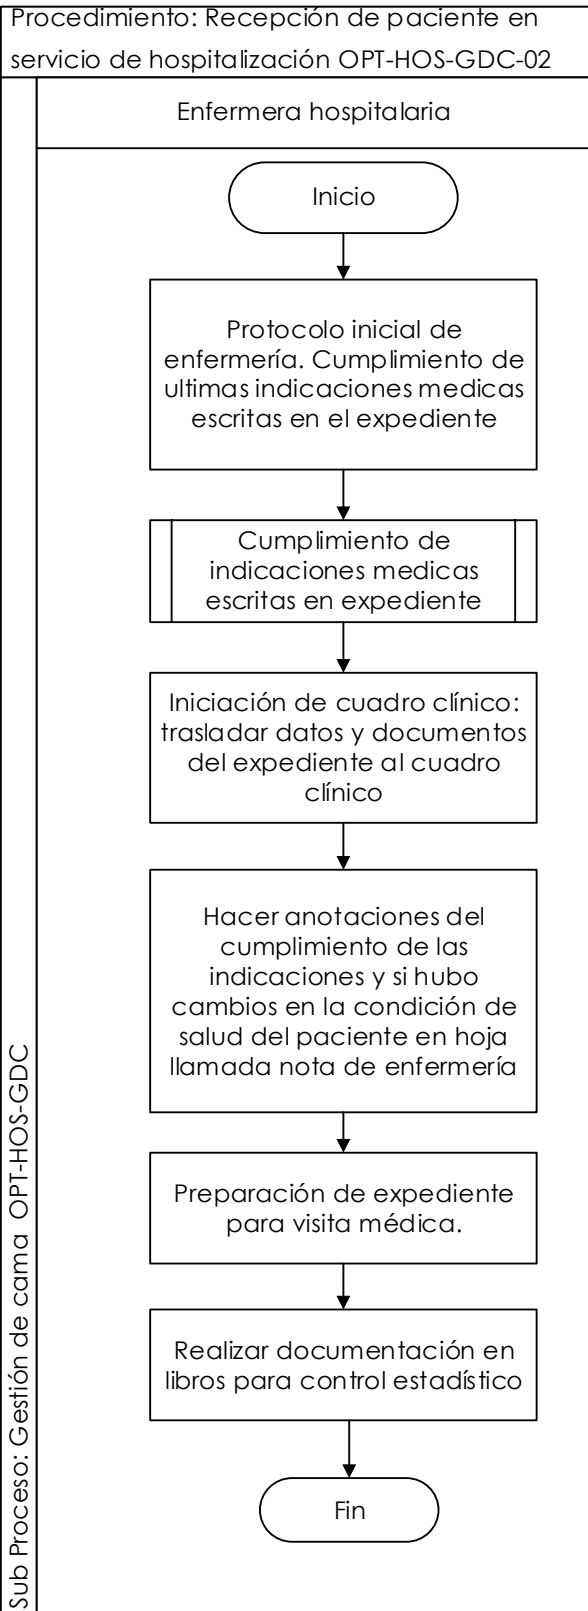 Procedimiento: Recepción de paciente en
servicio de hospitalización OPT-HOS-GDC-02
Enfermera hospitalaria
Inicio
Protocolo inicial de
enfermería. Cumplimiento de
ultimas indicaciones medicas
escritas en el expediente
Cumplimiento de
indicaciones medicas
escritas en expediente
Iniciación de cuadro clínico:
trasladar datos y documentos
del expediente al cuadro
clínico
Hacer anotaciones del
cumplimiento de las
indicaciones y si hubo
cambios en la condición de
salud del paciente en hoja
llamada nota de enfermería
Preparación de expediente
para visita médica.
Realizar documentación en
libros para control estadístico
Fin
Sub Proceso: Gestión de cama OPT-HOS-GDC